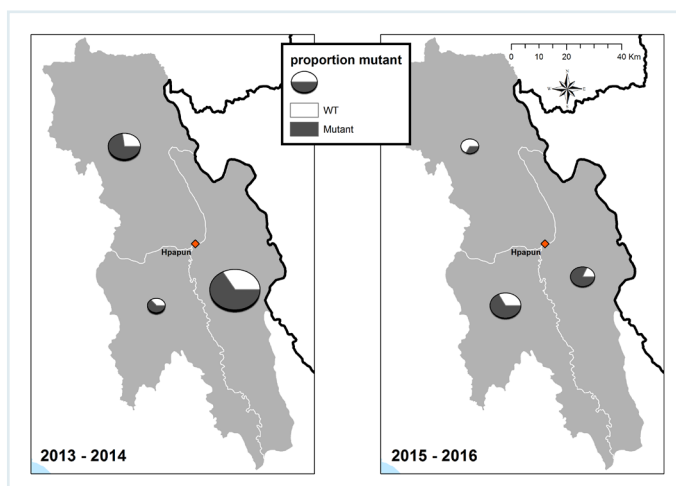 proportion mutant
WT
Mutant
0 10 20 40 Km
N
W E
S
Hpapun
Hpapun
2013 - 2014
2015 - 2016